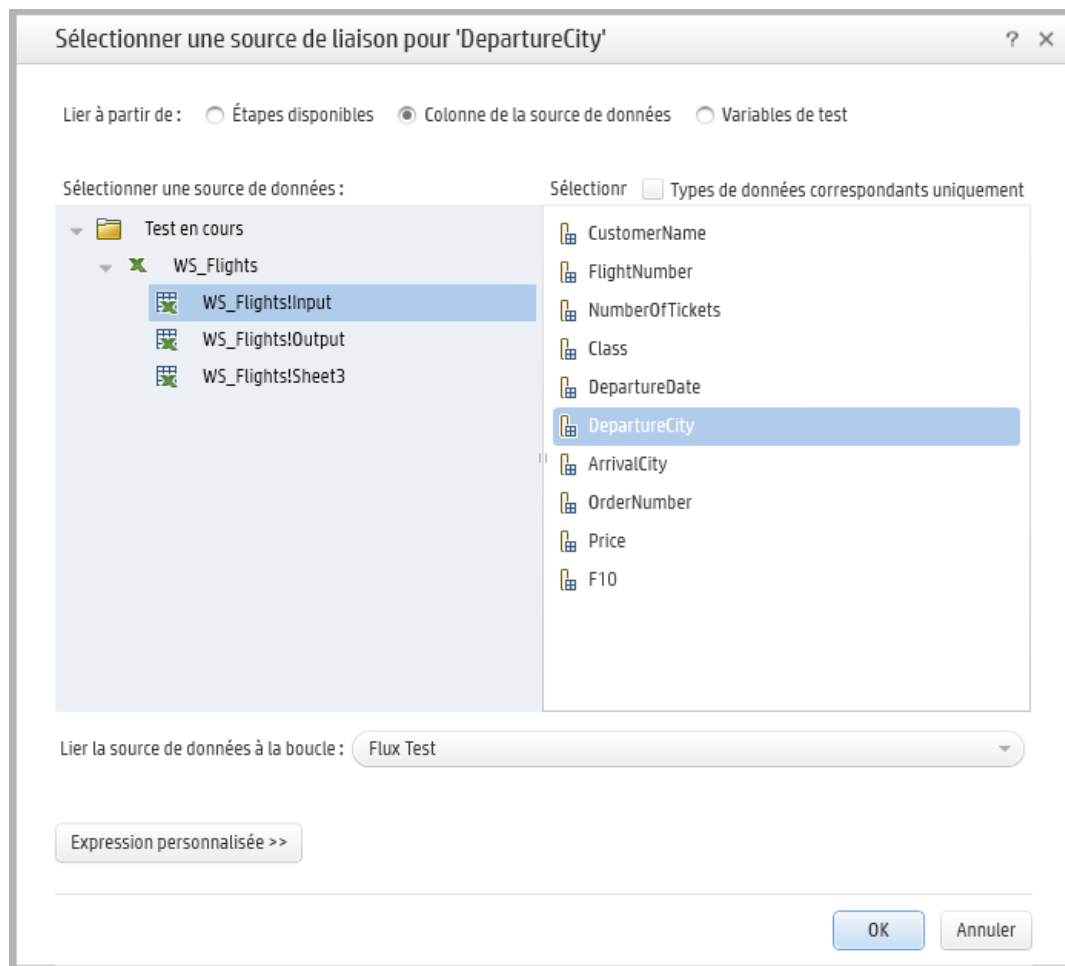 Sélectionner une source de liaison pour 'DepartureCity' ? ×
Lier à partir de : Étapes disponibles Colonne de la source de données Variables de test
Sélectionner une source de données : Sélectionr Types de données correspondants uniquement
Test en cours
WS_Flights
WS_Flights!Input
WS_Flights!Output
WS_Flights!Sheet3
CustomerName
FlightNumber
NumberOfTickets
Class
DepartureDate
DepartureCity
ArrivalCity
OrderNumber
Price
F10
Lier la source de données à la boucle : Flux Test
Expression personnalisée >>
OK Annuler